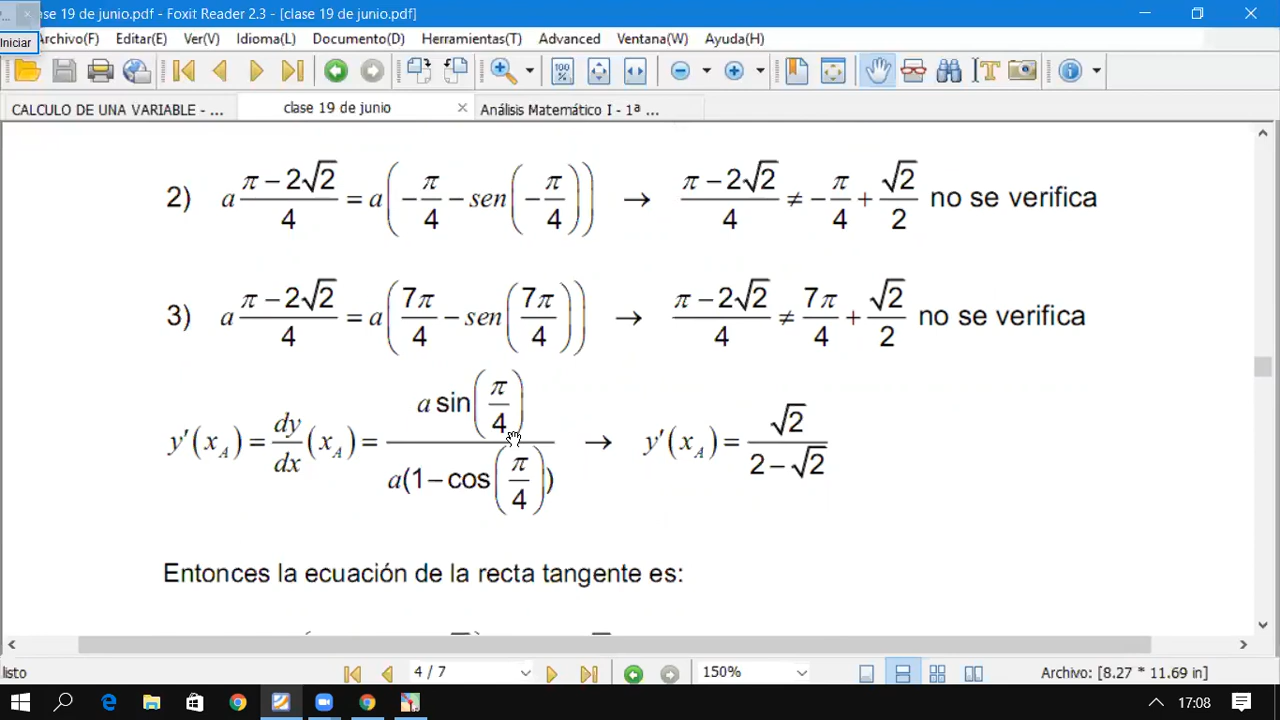 ase 19 de junio.pdf - Foxit Reader 2.3 - [clase 19 de junio.pdf]
Iniciar
Archivo(F) Editar(E) Ver(V) Idioma(L) Documento(D) Herramientas(T) Advanced Ventana(W) Ayuda(H)
CALCULO DE UNA VARIABLE - ... clase 19 de junio Análisis Matemático I - 1ª ...
2) a (π − 2√2)/4 = a(−π/4 − sen(−π/4)) → (π − 2√2)/4 ≠ −π/4 + √2/2 no se verifica
3) a (π − 2√2)/4 = a(7π/4 − sen(7π/4)) → (π − 2√2)/4 ≠ 7π/4 + √2/2 no se verifica
y′(x_A) = dy/dx (x_A) = a sin(π/4) / a(1 − cos(π/4)) → y′(x_A) = √2/(2 − √2)
Entonces la ecuación de la recta tangente es:
listo 4 / 7 150% Archivo: [8.27 * 11.69 in]
17:08